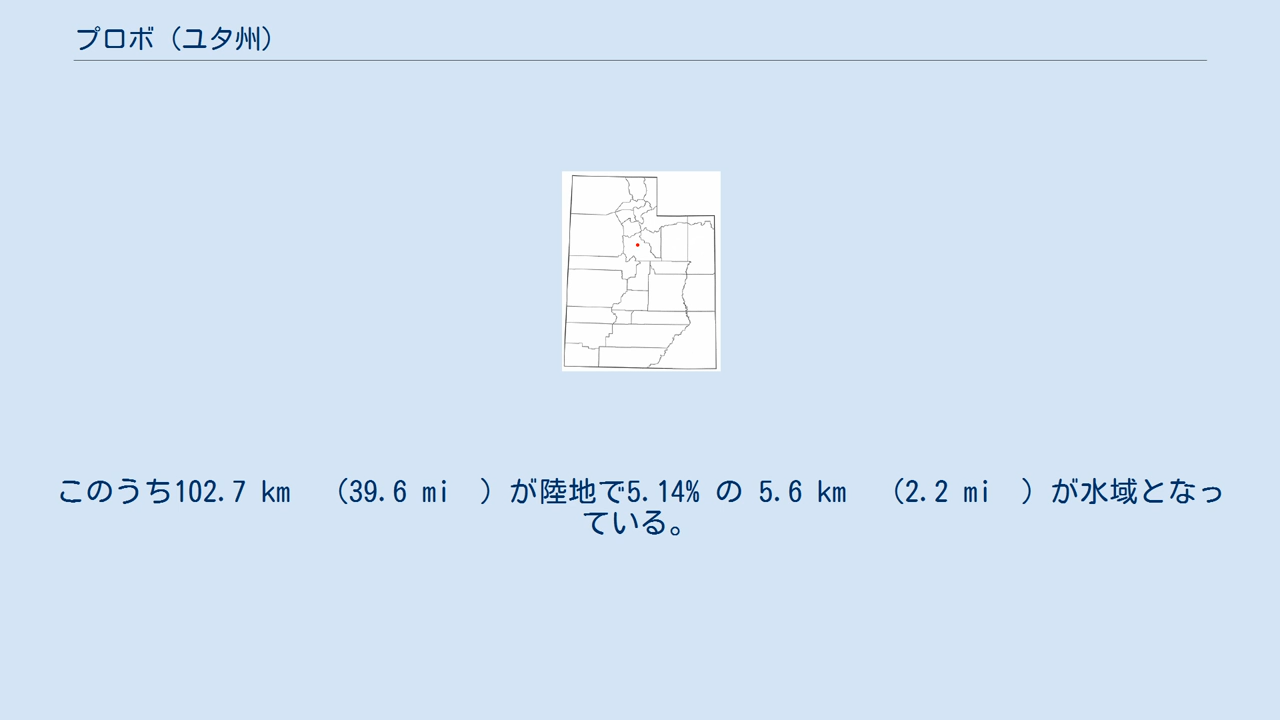 プロボ（ユタ州）
このうち102.7 km　（39.6 mi　）が陸地で5.14% の 5.6 km　（2.2 mi　）が水域となっ
ている。